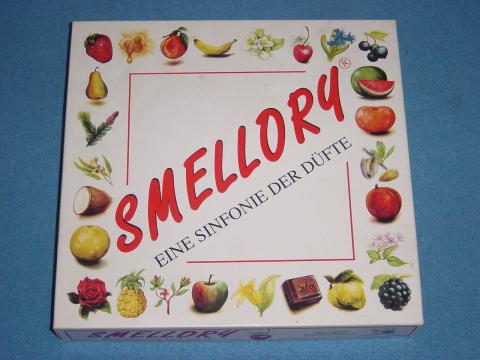 SMELLORY®
EINE SINFONIE DER DÜFTE
SMELLORY